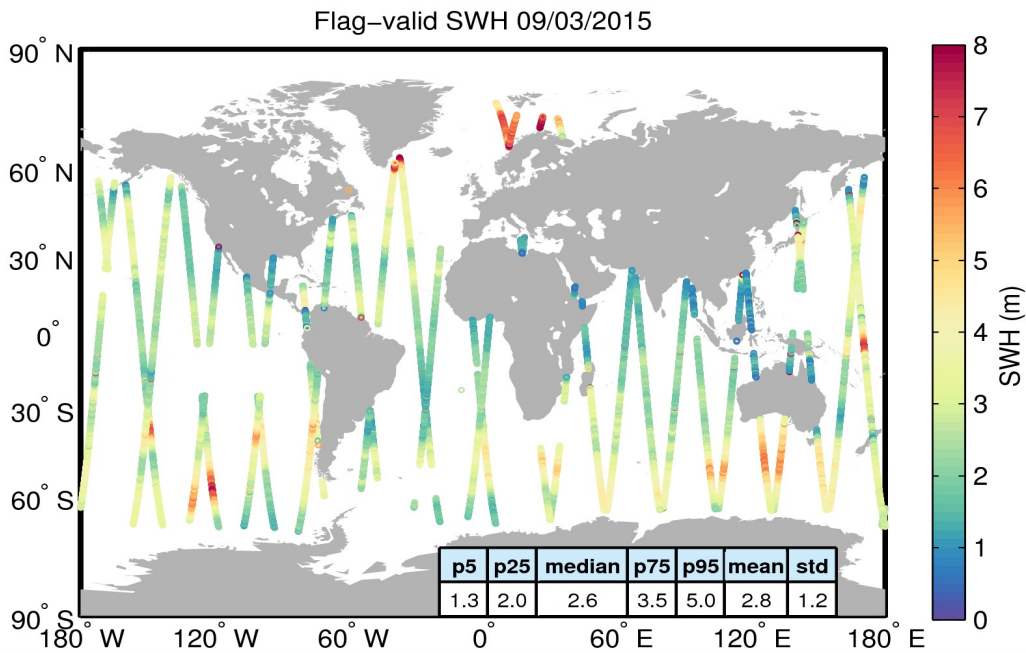 Flag−valid SWH 09/03/2015
90° N
60° N
30° N
0°
30° S
60° S
90° S
180° W
120° W
60° W
0°
60° E
120° E
180° E
p5 p25 median p75 p95 mean std
1.3 2.0 2.6 3.5 5.0 2.8 1.2
8
7
6
5
4
3
2
1
0
SWH (m)